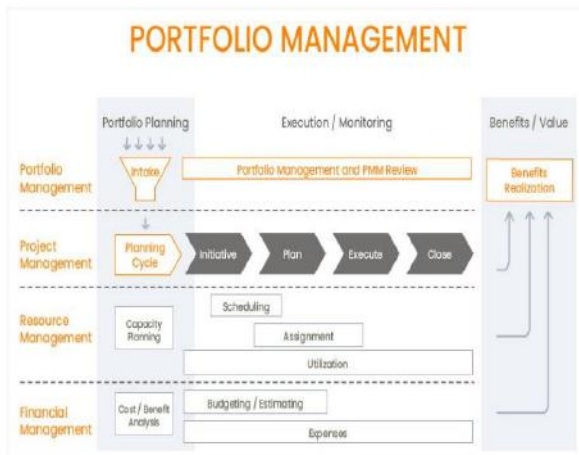 PORTFOLIO MANAGEMENT
Portfolio Planning
Execution / Monitoring
Benefits / Value
Portfolio
Management
Intake
Portfolio Management and PMM Review
Benefits
Realization
Project
Management
Planning
Cycle
Initiative
Plan
Execute
Close
Resource
Management
Capacity
Planning
Scheduling
Assignment
Utilization
Financial
Management
Cost / Benefit
Analysis
Budgeting / Estimating
Expenses